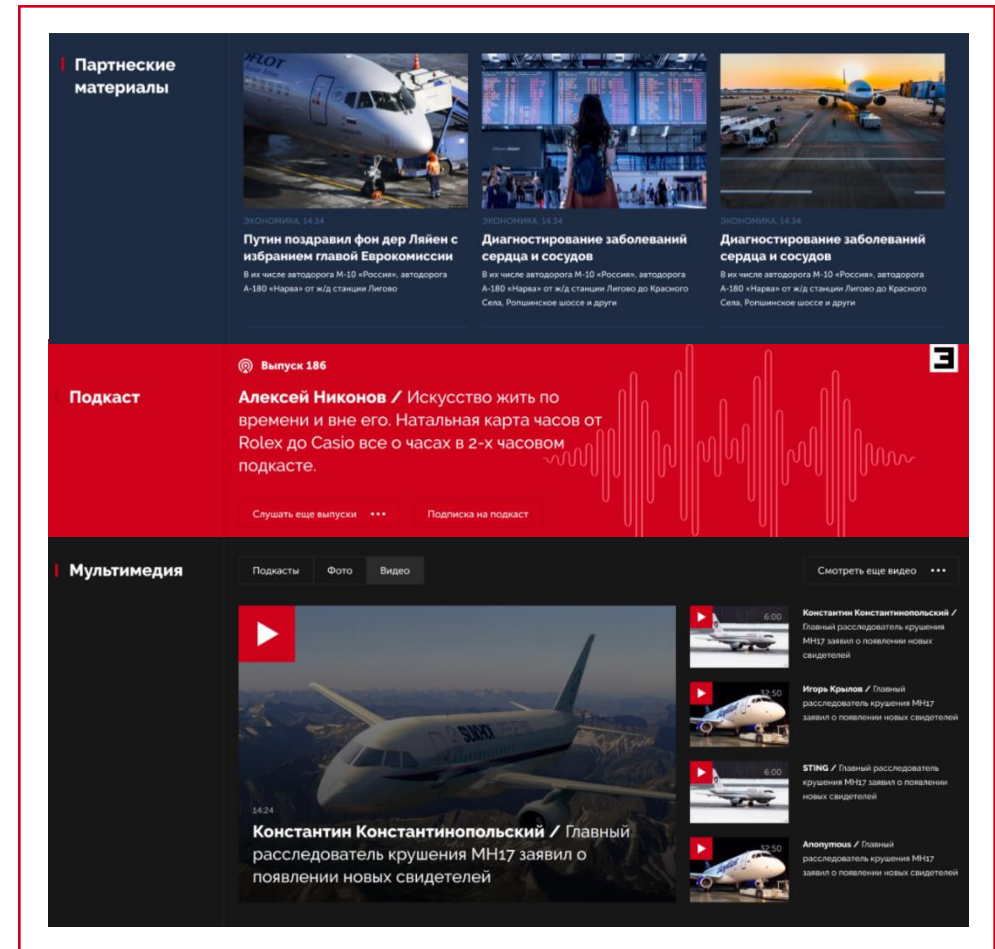 Партнеские
материалы
ЭКОНОМИКА, 14:34
Путин поздравил фон дер Ляйен с
избранием главой Еврокомиссии
В их числе автодорога М-10 «Россия», автодорога
А-180 «Нарва» от ж/д станции Лигово
ЭКОНОМИКА, 14:34
Диагностирование заболеваний
сердца и сосудов
В их числе автодорога М-10 «Россия», автодорога
А-180 «Нарва» от ж/д станции Лигово до Красного
Села, Ропшинское шоссе и други
ЭКОНОМИКА, 14:34
Диагностирование заболеваний
сердца и сосудов
В их числе автодорога М-10 «Россия», автодорога
А-180 «Нарва» от ж/д станции Лигово до Красного
Села, Ропшинское шоссе и други
Подкаст
Выпуск 186
Э
Алексей Никонов / Искусство жить по
времени и вне его. Натальная карта часов от
Rolex до Casio все о часах в 2-х часовом
подкасте.
Слушать еще выпуски •••
Подписка на подкаст
Мультимедия
Подкасты
Фото
Видео
Смотреть еще видео •••
SUKHOI
14:24
Константин Константинопольский / Главный
расследователь крушения МН17 заявил о
появлении новых свидетелей
6:00
Константин Константинопольский /
Главный расследователь крушения
МН17 заявил о появлении новых
свидетелей
32:50
Игорь Крылов / Главный
расследователь крушения МН17
заявил о появлении новых свидетелей
6:00
STING / Главный расследователь
крушения МН17 заявил о появлении
новых свидетелей
32:50
Anonymous / Главный
расследователь крушения МН17
заявил о появлении новых свидетелей